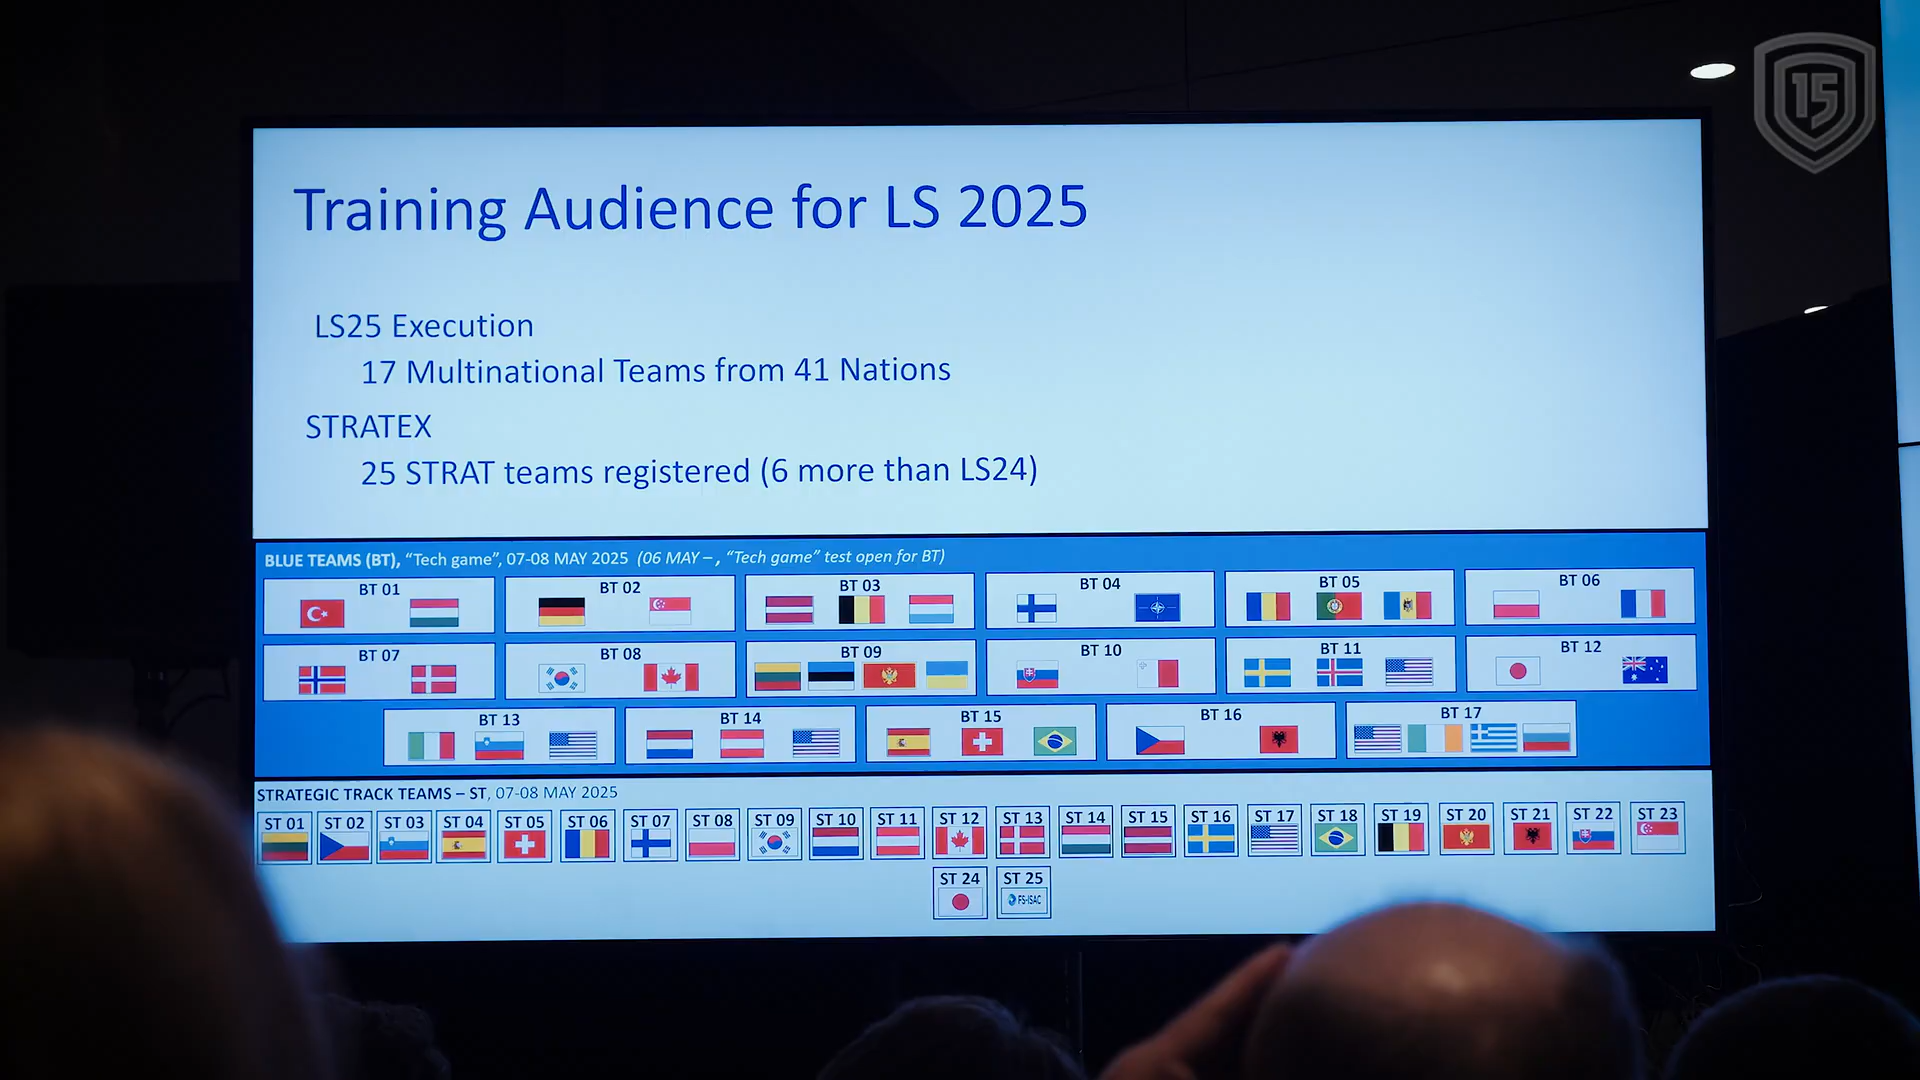 15
Training Audience for LS 2025
LS25 Execution
17 Multinational Teams from 41 Nations
STRATEX
25 STRAT teams registered (6 more than LS24)
BLUE TEAMS (BT), “Tech game”, 07-08 MAY 2025 (06 MAY – , “Tech game” test open for BT)
BT 01 BT 02 BT 03 BT 04 BT 05 BT 06
BT 07 BT 08 BT 09 BT 10 BT 11 BT 12
BT 13 BT 14 BT 15 BT 16 BT 17
STRATEGIC TRACK TEAMS – ST, 07-08 MAY 2025
ST 01 ST 02 ST 03 ST 04 ST 05 ST 06 ST 07 ST 08 ST 09 ST 10 ST 11 ST 12 ST 13 ST 14 ST 15 ST 16 ST 17 ST 18 ST 19 ST 20 ST 21 ST 22 ST 23
ST 24 ST 25
FS-ISAC